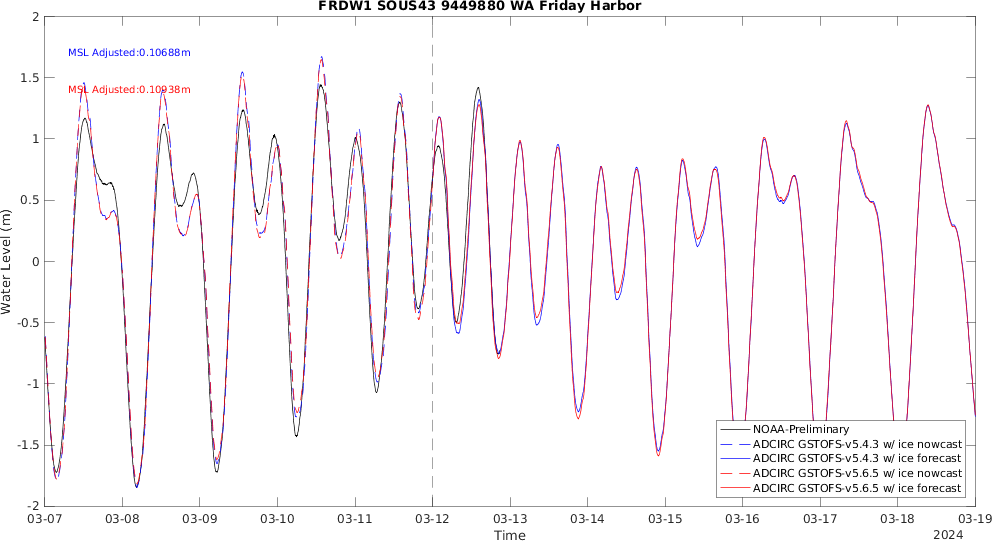 FRDW1 SOUS43 9449880 WA Friday Harbor
2
1.5
1
0.5
0
-0.5
-1
-1.5
-2
Water Level (m)
MSL Adjusted:0.10688m
MSL Adjusted:0.10938m
NOAA-Preliminary
ADCIRC GSTOFS-v5.4.3 w/ ice nowcast
ADCIRC GSTOFS-v5.4.3 w/ ice forecast
ADCIRC GSTOFS-v5.6.5 w/ ice nowcast
ADCIRC GSTOFS-v5.6.5 w/ ice forecast
03-07 03-08 03-09 03-10 03-11 03-12 03-13 03-14 03-15 03-16 03-17 03-18 03-19
Time
2024